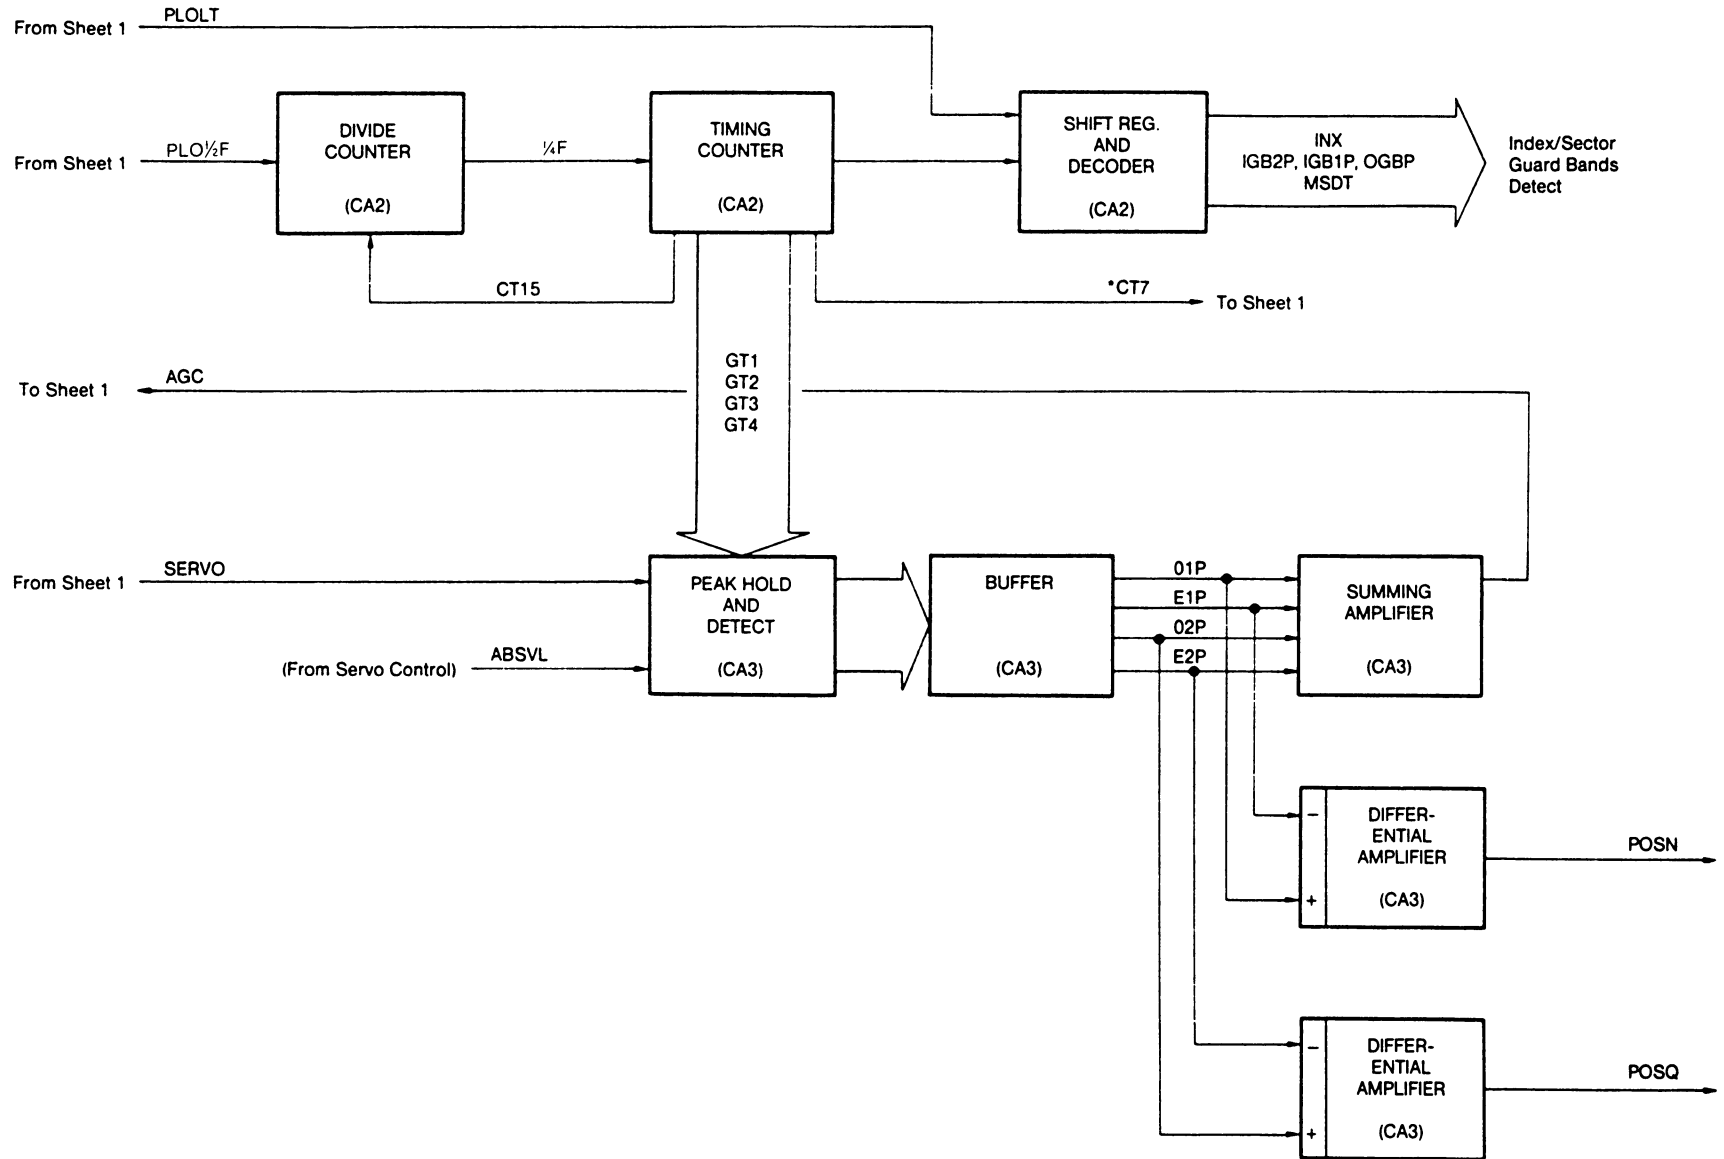 PLOLT
From Sheet 1
DIVIDE
COUNTER
(CA2)
TIMING
COUNTER
(CA2)
SHIFT REG.
AND
DECODER
(CA2)
INX
IGB2P, IGB1P, OGBP
MSDT
Index/Sector
Guard Bands
Detect
From Sheet 1
PLO½F
¼F
CT15
*CT7
To Sheet 1
GT1
GT2
GT3
GT4
To Sheet 1
AGC
From Sheet 1
SERVO
(From Servo Control)
ABSVL
PEAK HOLD
AND
DETECT
(CA3)
BUFFER
(CA3)
01P
E1P
02P
E2P
SUMMING
AMPLIFIER
(CA3)
−
+
DIFFER-
ENTIAL
AMPLIFIER
(CA3)
POSN
−
+
DIFFER-
ENTIAL
AMPLIFIER
(CA3)
POSQ